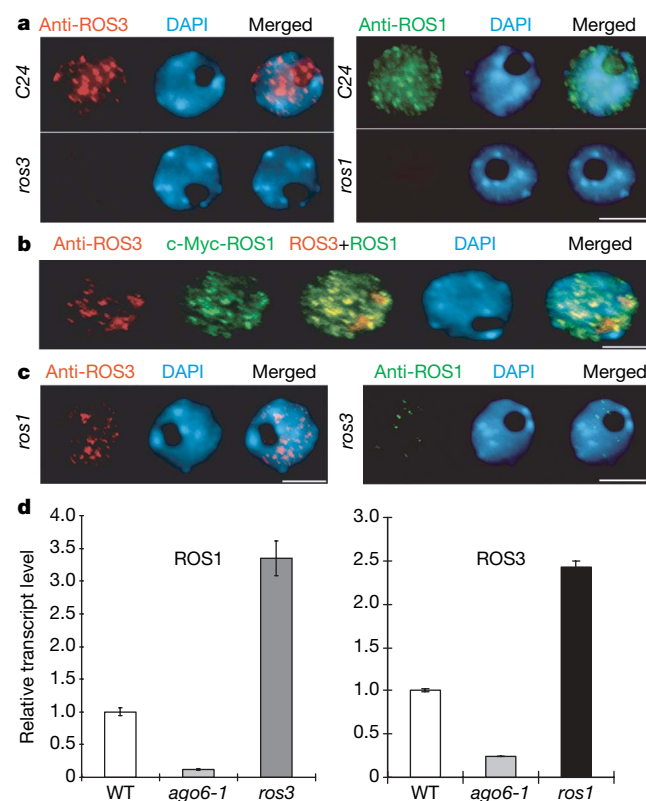 a
Anti-ROS3 DAPI Merged
C24
ros3
Anti-ROS1 DAPI Merged
C24
ros1
b
Anti-ROS3 c-Myc-ROS1 ROS3+ROS1 DAPI Merged
c
Anti-ROS3 DAPI Merged
ros1
Anti-ROS1 DAPI Merged
ros3
d
Relative transcript level
4.0
3.5
3.0
2.5
2.0
1.5
1.0
0.5
0
ROS1
WT ago6-1 ros3
3.0
2.5
2.0
1.5
1.0
0.5
0
ROS3
WT ago6-1 ros1